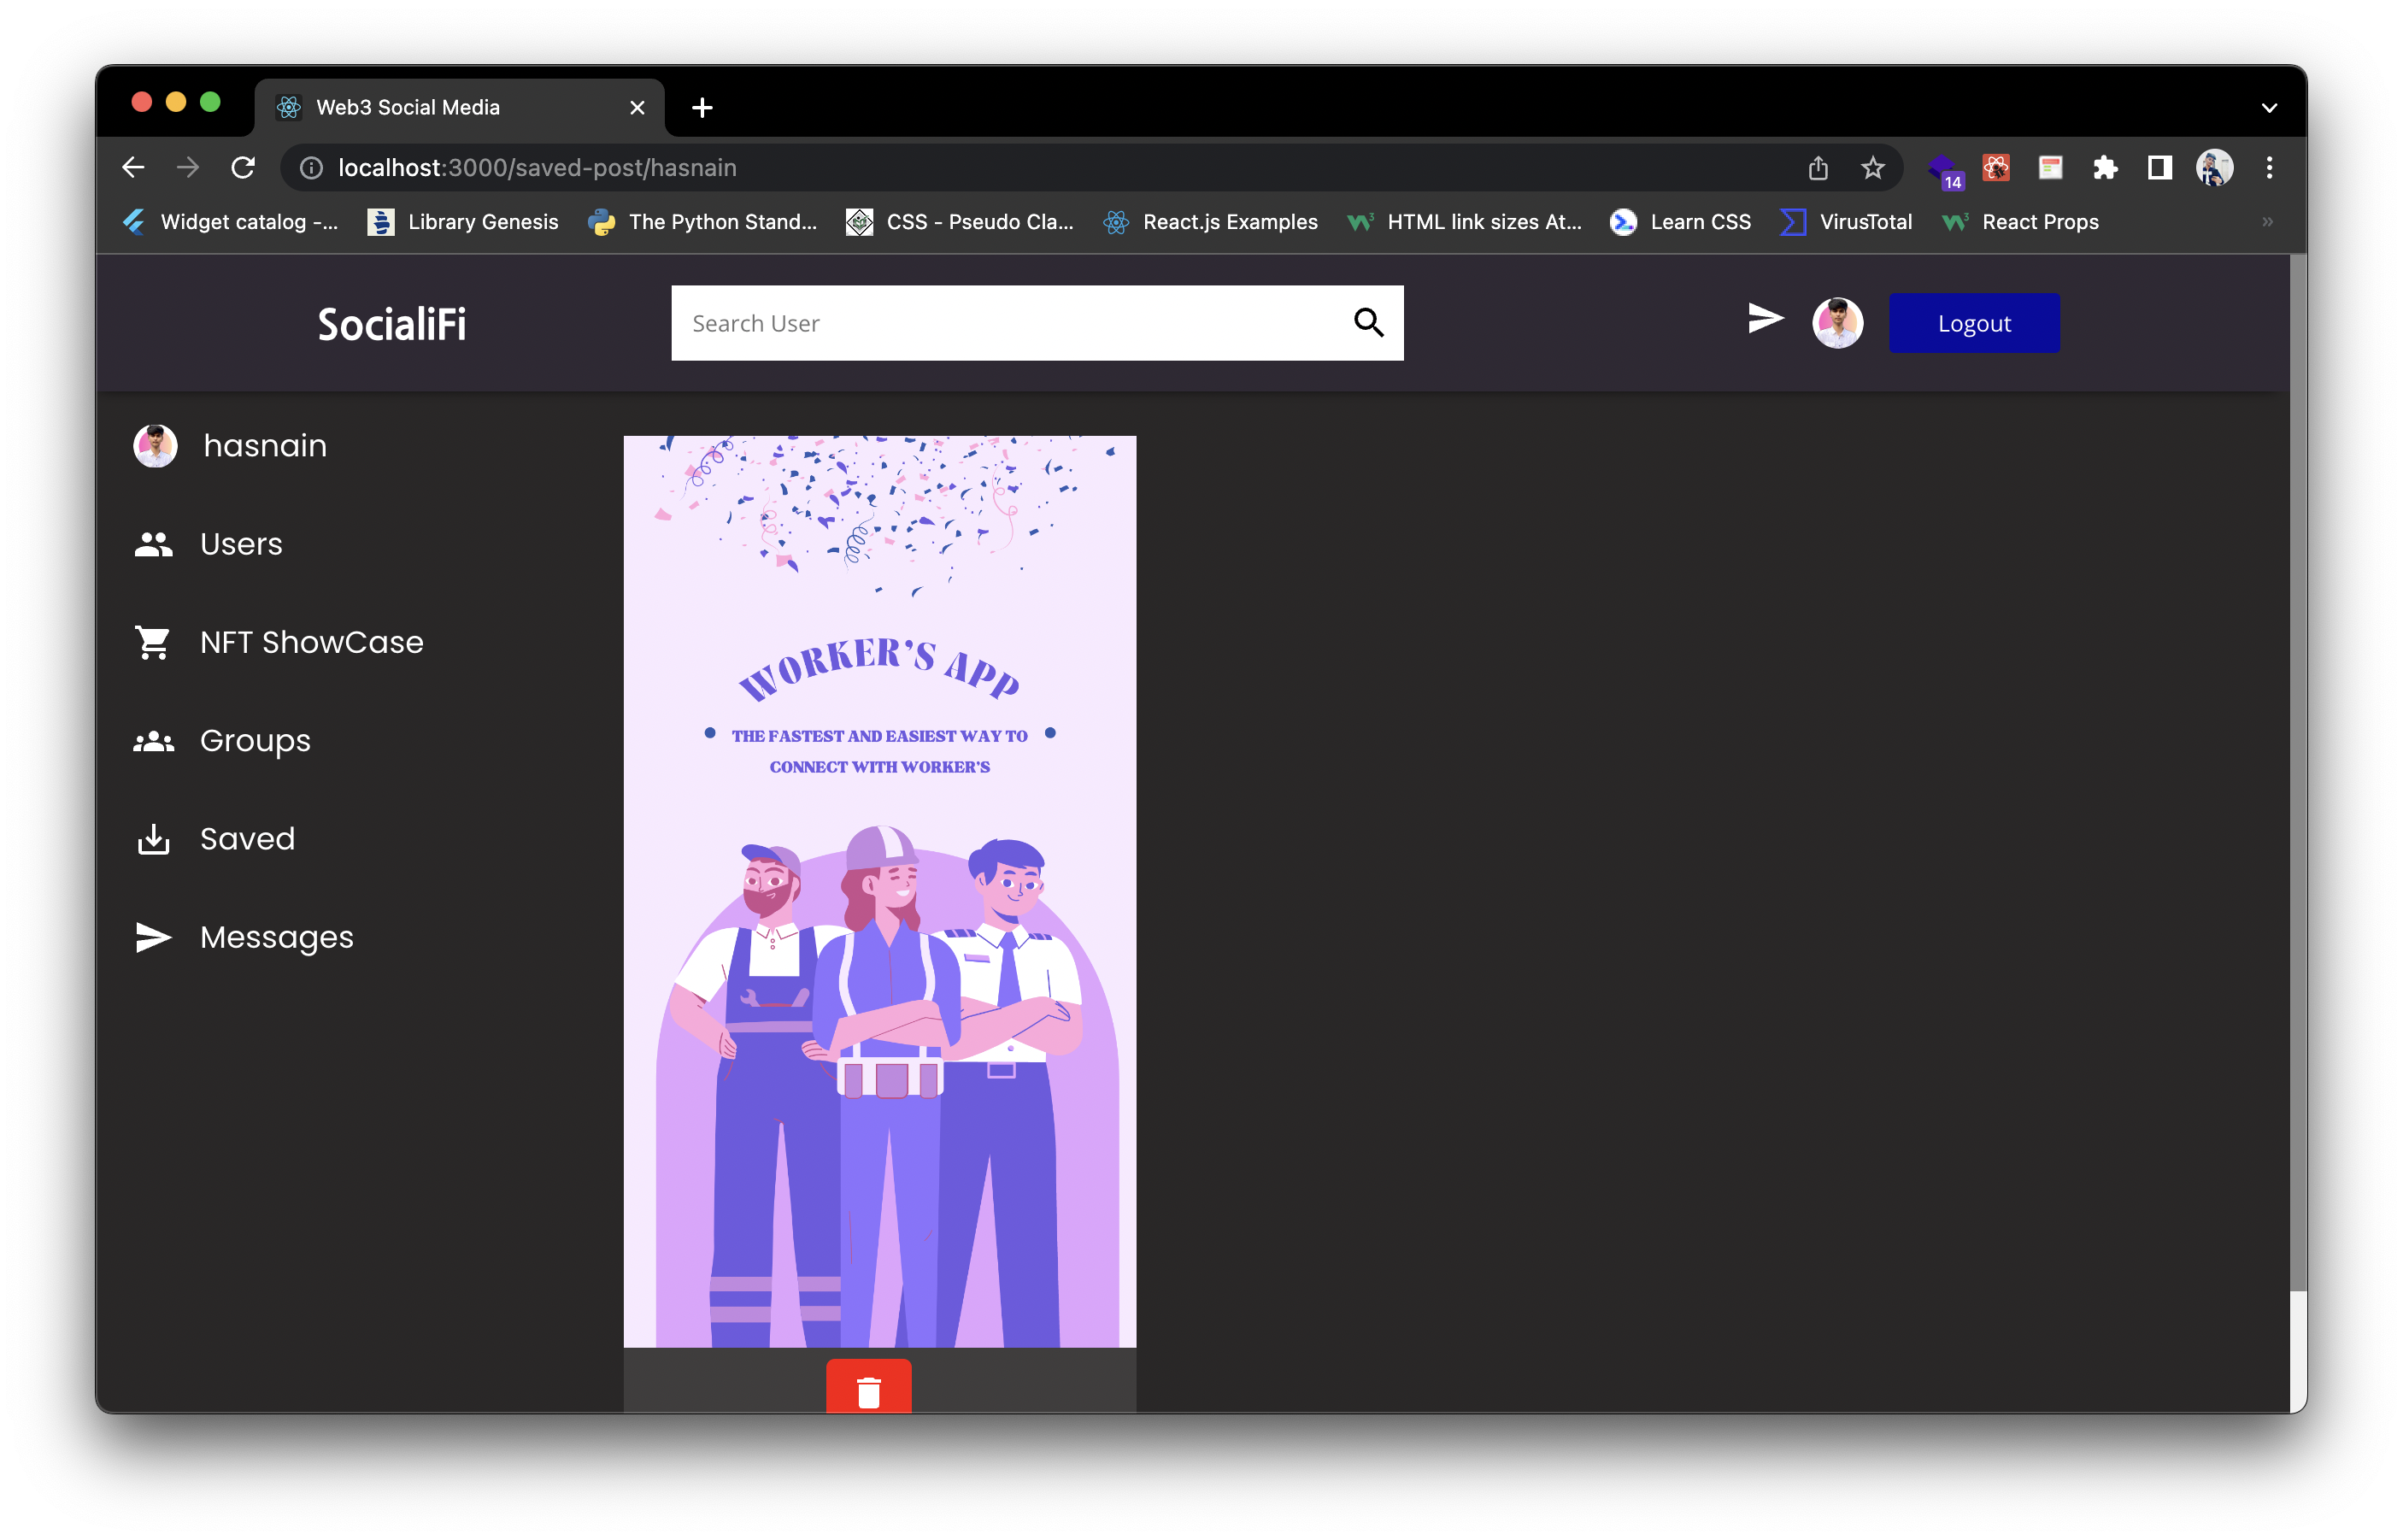 Web3 Social Media
localhost:3000/saved-post/hasnain
14
Widget catalog -...
Library Genesis
The Python Stand...
CSS - Pseudo Cla...
React.js Examples
HTML link sizes At...
Learn CSS
VirusTotal
React Props
SocialiFi
Search User
Logout
hasnain
Users
NFT ShowCase
Groups
Saved
Messages
WORKER'S APP
THE FASTEST AND EASIEST WAY TO
CONNECT WITH WORKER'S